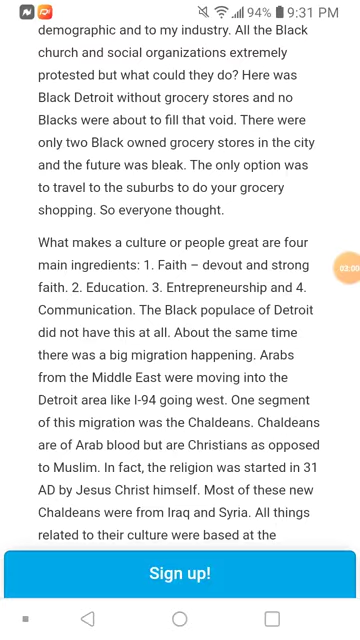 94% 9:31 PM
demographic and to my industry. All the Black
church and social organizations extremely
protested but what could they do? Here was
Black Detroit without grocery stores and no
Blacks were about to fill that void. There were
only two Black owned grocery stores in the city
and the future was bleak. The only option was
to travel to the suburbs to do your grocery
shopping. So everyone thought.
What makes a culture or people great are four
main ingredients: 1. Faith – devout and strong
faith. 2. Education. 3. Entrepreneurship and 4.
Communication. The Black populace of Detroit
did not have this at all. About the same time
there was a big migration happening. Arabs
from the Middle East were moving into the
Detroit area like I-94 going west. One segment
of this migration was the Chaldeans. Chaldeans
are of Arab blood but are Christians as opposed
to Muslim. In fact, the religion was started in 31
AD by Jesus Christ himself. Most of these new
Chaldeans were from Iraq and Syria. All things
related to their culture were based at the
03:00
Sign up!